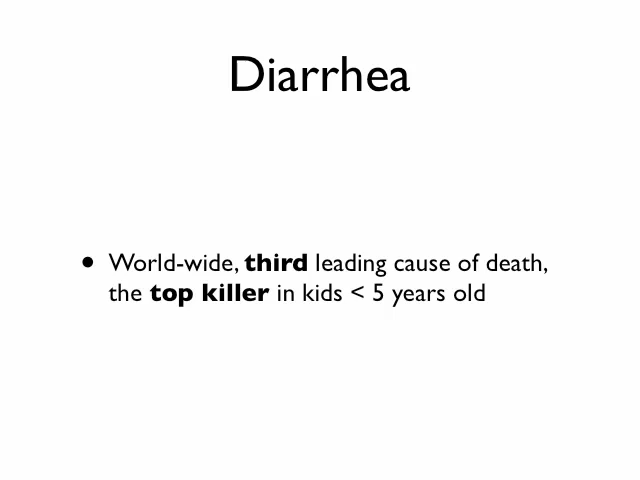 Diarrhea
• World-wide, third leading cause of death,
the top killer in kids < 5 years old